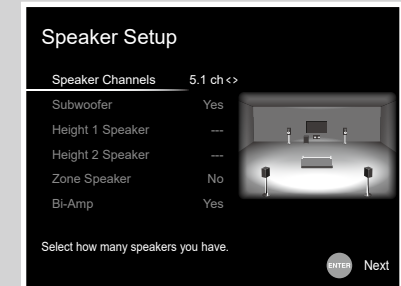 Speaker Setup
Speaker Channels 5.1 ch<>
Subwoofer Yes
Height 1 Speaker ---
Height 2 Speaker ---
Zone Speaker No
Bi-Amp Yes
Select how many speakers you have.
ENTER Next